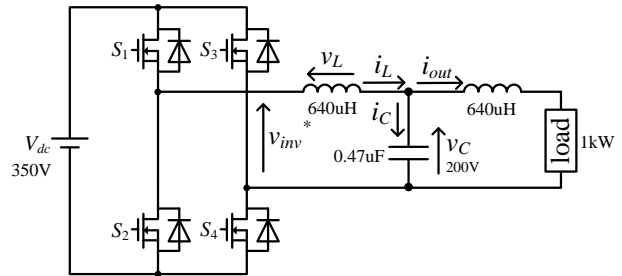 S1
S3
vL
iL
iout
640uH
640uH
iC
Vdc
350V
vinv*
0.47uF
vC
200V
load
1kW
S2
S4